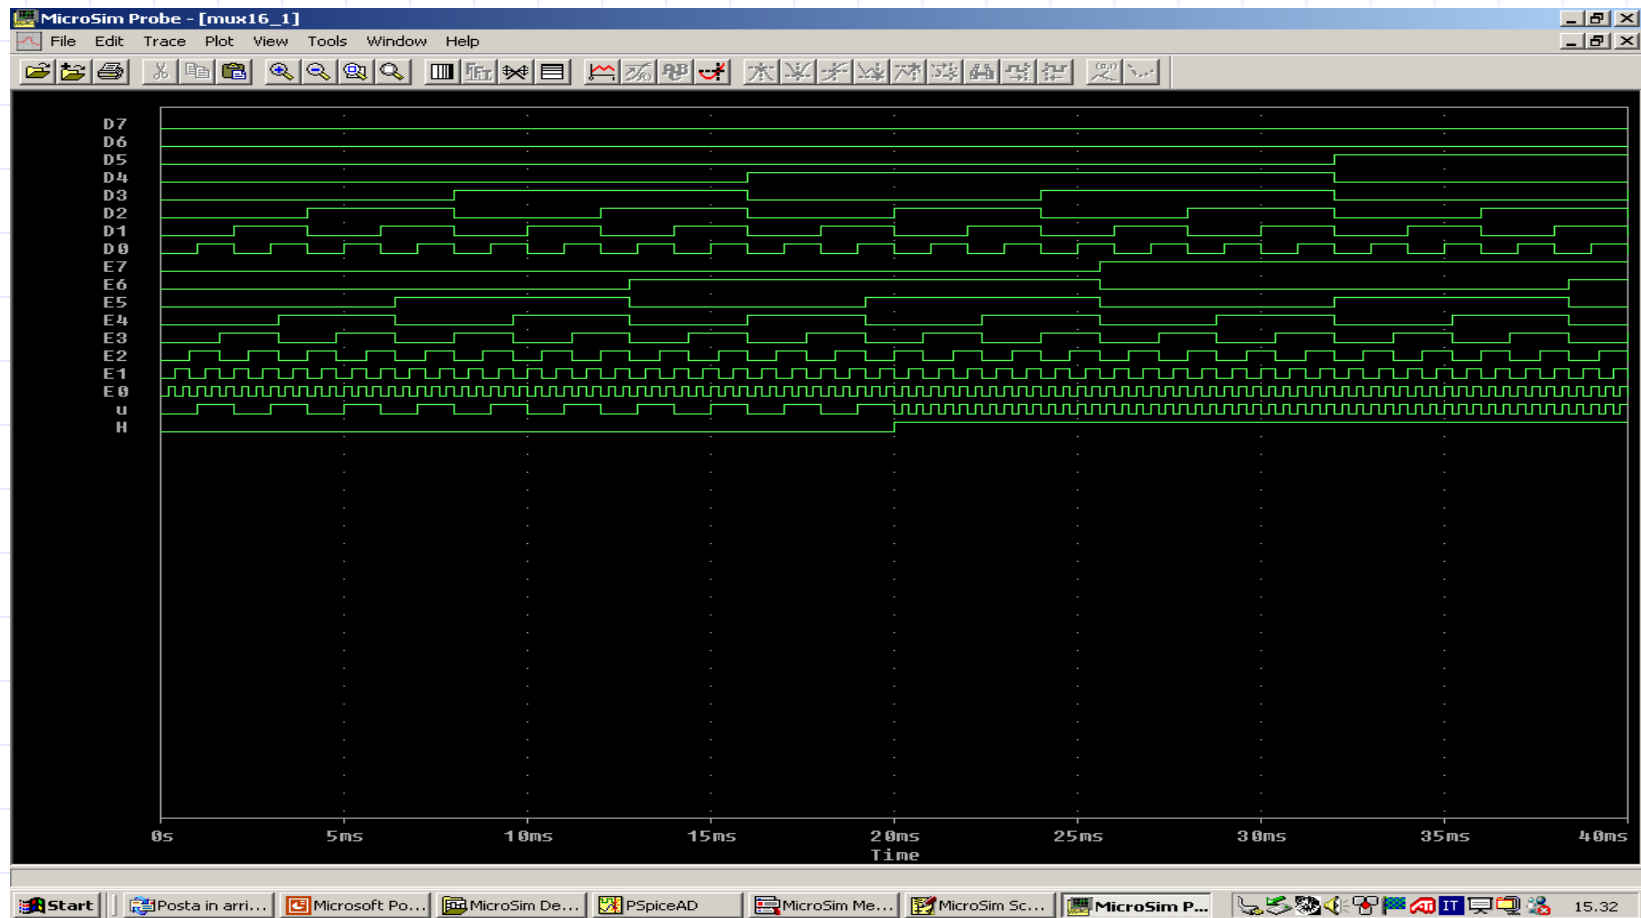 MicroSim Probe - [mux16_1]
File Edit Trace Plot View Tools Window Help
D7
D6
D5
D4
D3
D2
D1
D0
E7
E6
E5
E4
E3
E2
E1
E0
u
H
0s 5ms 10ms 15ms 20ms 25ms 30ms 35ms 40ms
Time
Start Posta in arri... Microsoft Po... MicroSim De... PSpiceAD MicroSim Me... MicroSim Sc... MicroSim P... IT 15.32